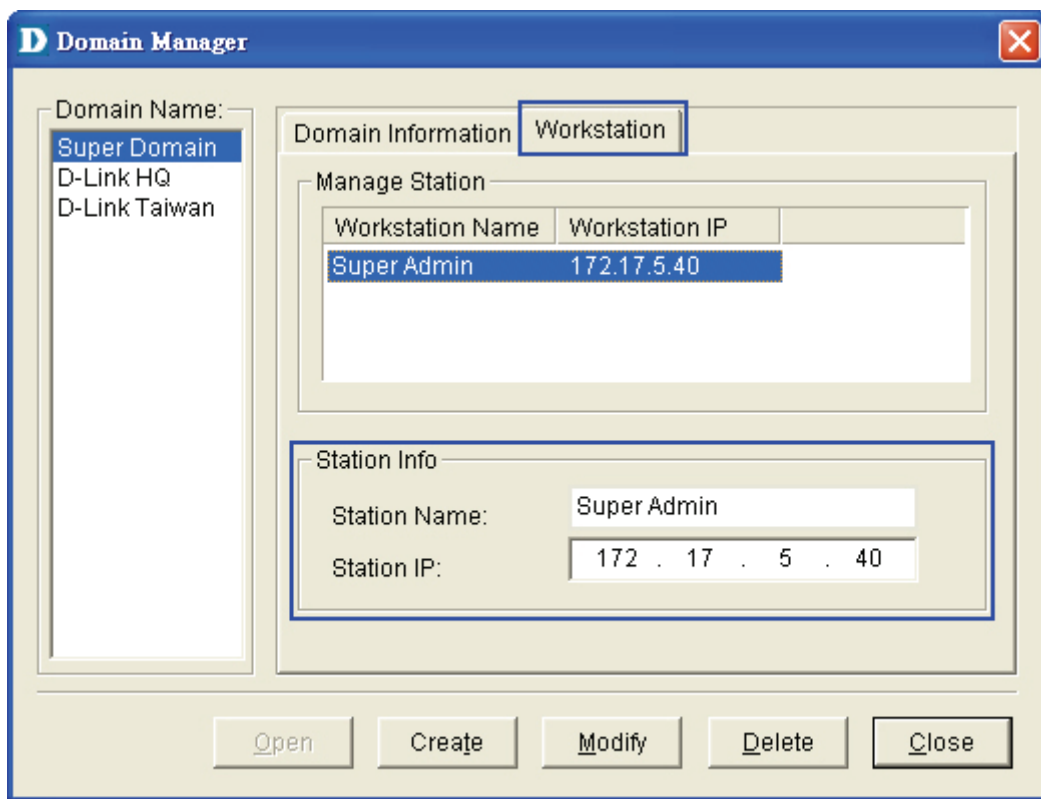 D Domain Manager
Domain Name:
Super Domain
D-Link HQ
D-Link Taiwan
Domain Information
Workstation
Manage Station
Workstation Name Workstation IP
Super Admin 172.17.5.40
Station Info
Station Name: Super Admin
Station IP: 172 . 17 . 5 . 40
Open Create Modify Delete Close